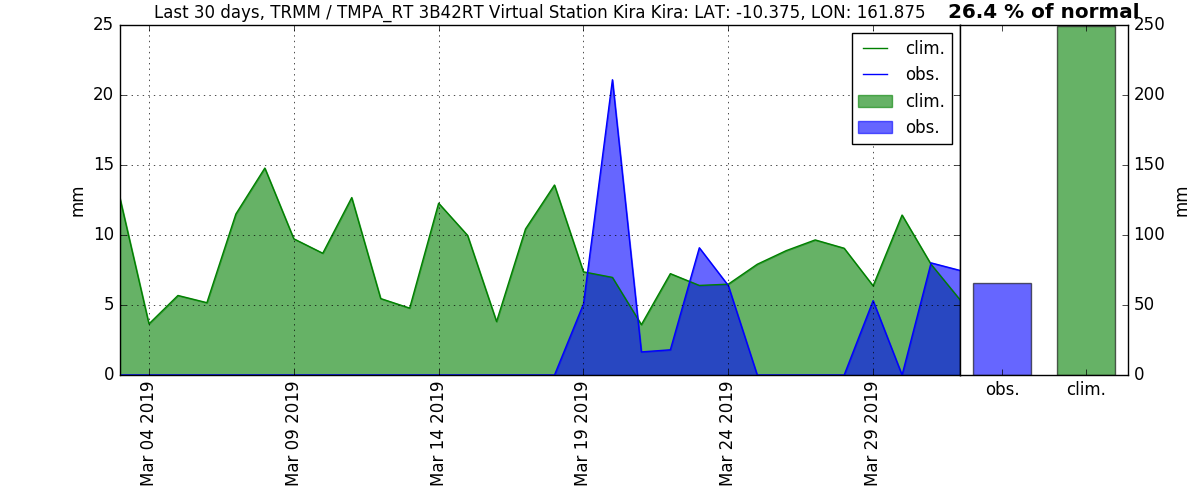 Last 30 days, TRMM / TMPA_RT 3B42RT Virtual Station Kira Kira: LAT: -10.375, LON: 161.875
26.4 % of normal
25
20
15
10
5
0
mm
clim.
obs.
clim.
obs.
250
200
150
100
50
0
mm
obs.
clim.
Mar 04 2019
Mar 09 2019
Mar 14 2019
Mar 19 2019
Mar 24 2019
Mar 29 2019